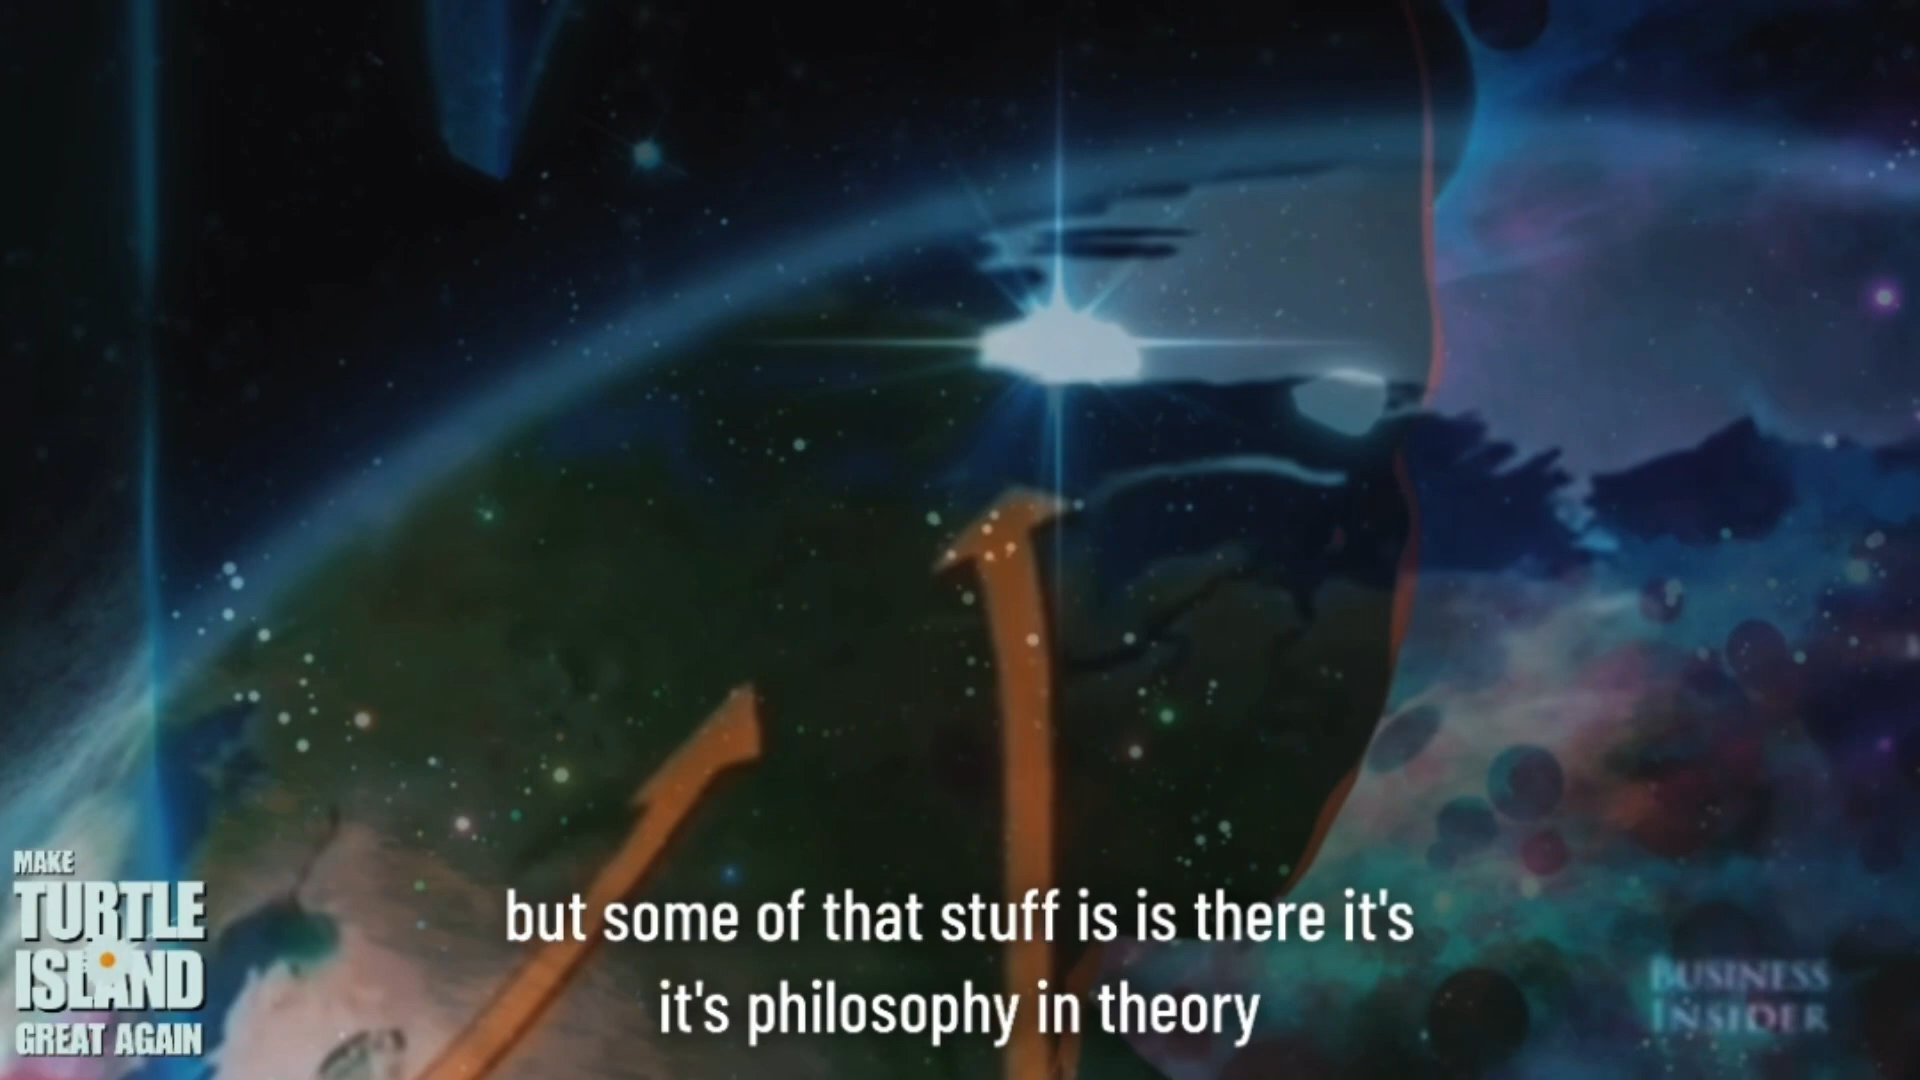 but some of that stuff is is there it's
it's philosophy in theory
MAKE
TURTLE
ISLAND
GREAT AGAIN
BUSINESS
INSIDER